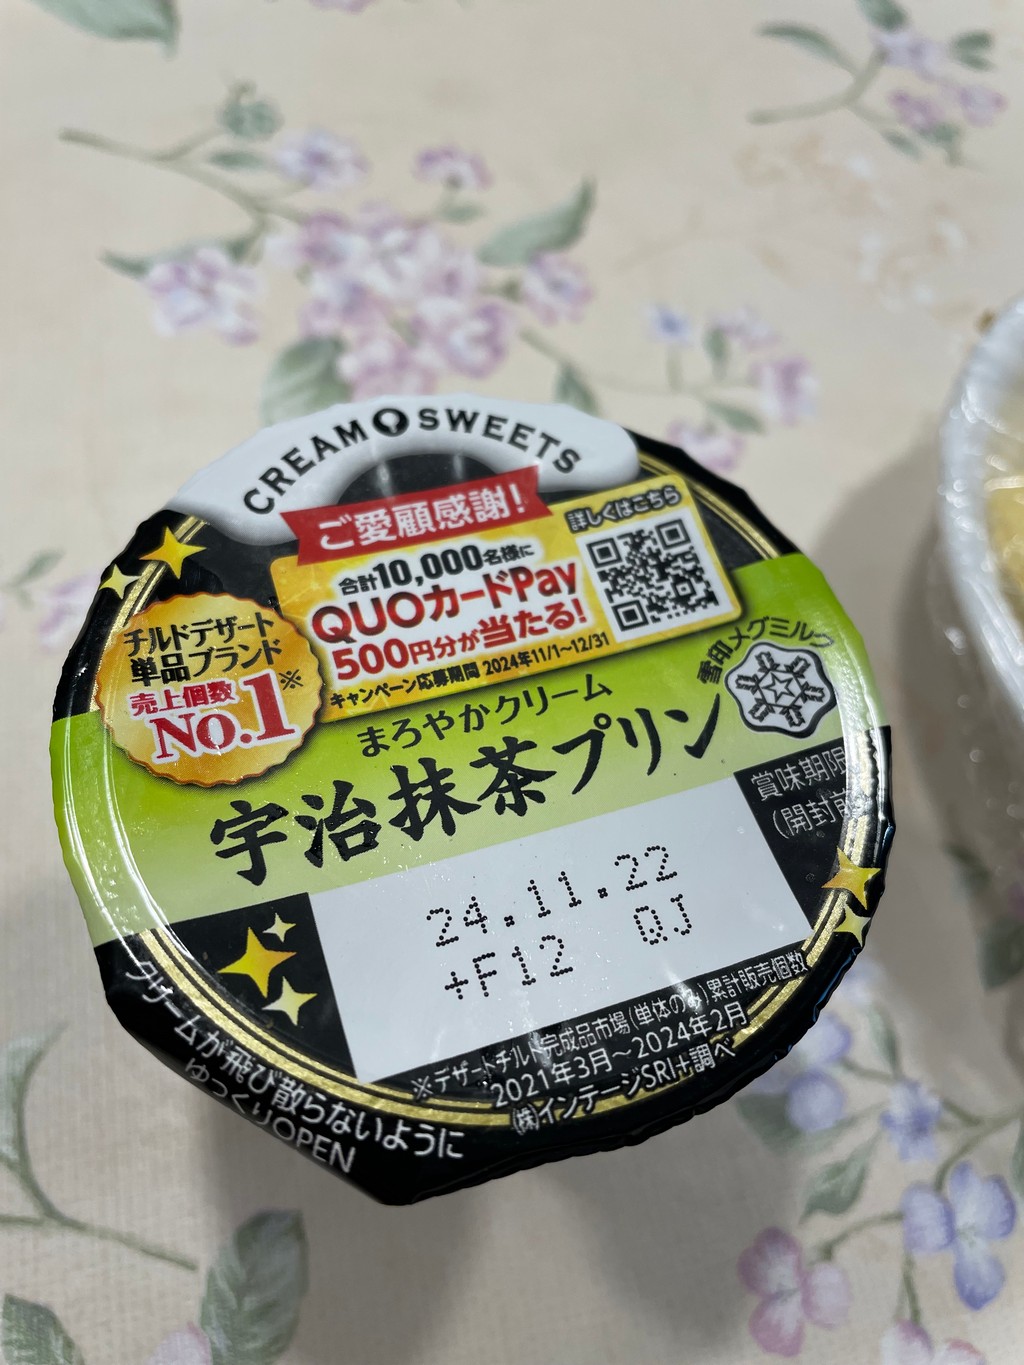 CREAM SWEETS
ご愛顧感謝!
合計10,000名様に
QUOカードPay
500円分が当たる!
キャンペーン応募期間 2024年11/1~12/31
詳しくはこちら
チルドデザート
単品ブランド※
売上個数
No.1
雪印メグミルク
まろやかクリーム
宇治抹茶プリン
賞味期限
(開封前
24.11.22
+F12 QJ
※デザートチルド完成品市場(単体のみ)累計販売個数
2021年3月~2024年2月
㈱インテージSRI+調べ
クリームが飛び散らないように
ゆっくりOPEN